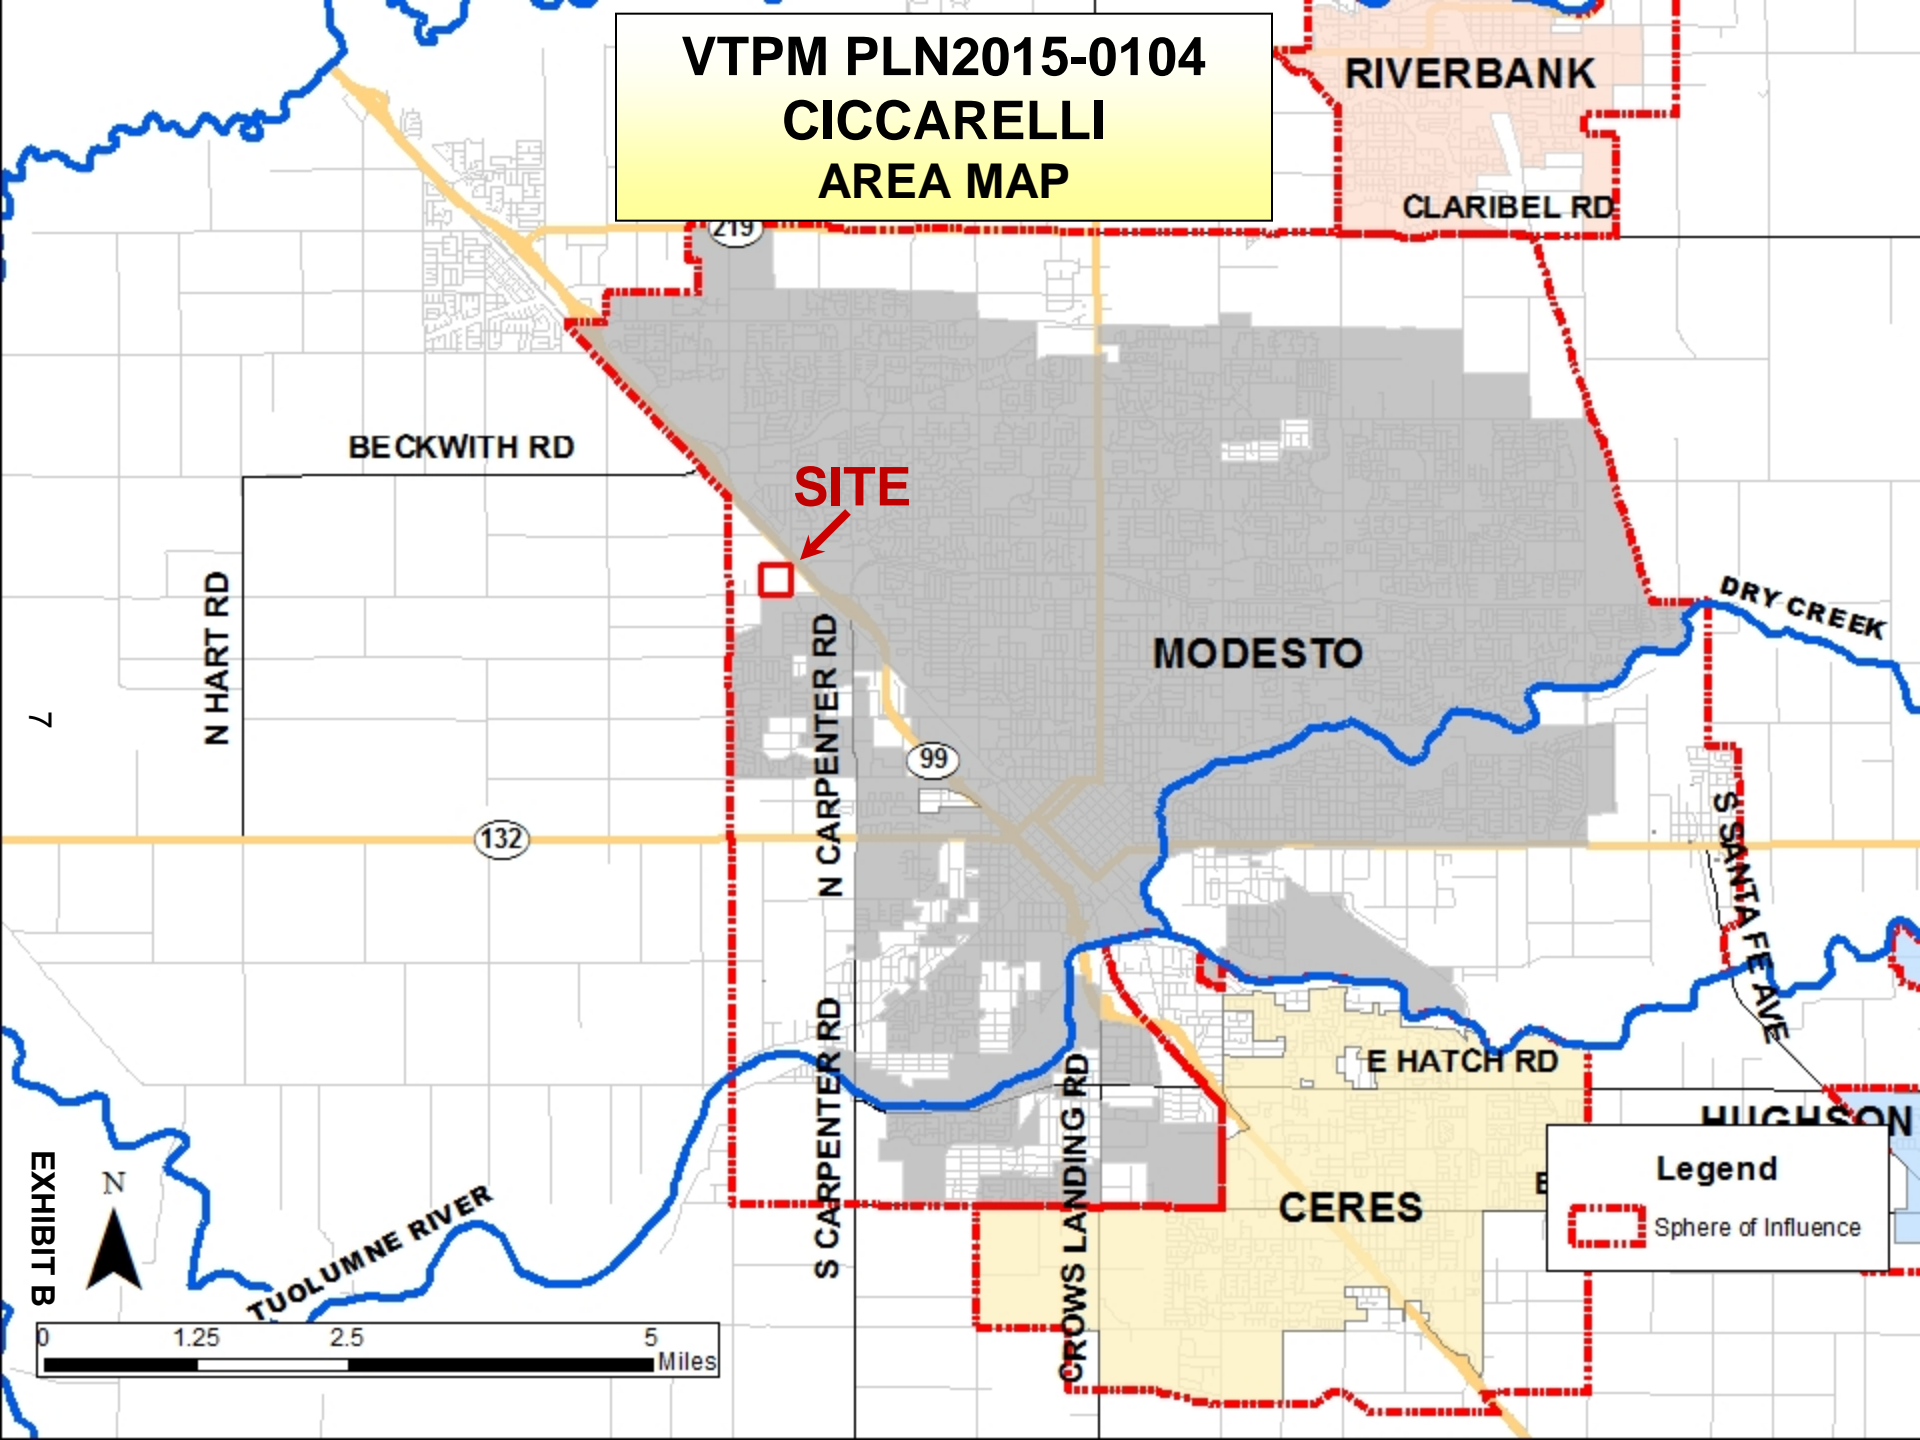 VTPM PLN2015-0104
CICCARELLI
AREA MAP
RIVERBANK
CLARIBEL RD
219
BECKWITH RD
SITE
N HART RD
DRY CREEK
MODESTO
N CARPENTER RD
99
132
S SANTA FE AVE
7
S CARPENTER RD
E HATCH RD
CROWS LANDING RD
HUGHSON
CERES
E
EXHIBIT B
N
TUOLUMNE RIVER
Legend
Sphere of Influence
0 1.25 2.5 5
Miles